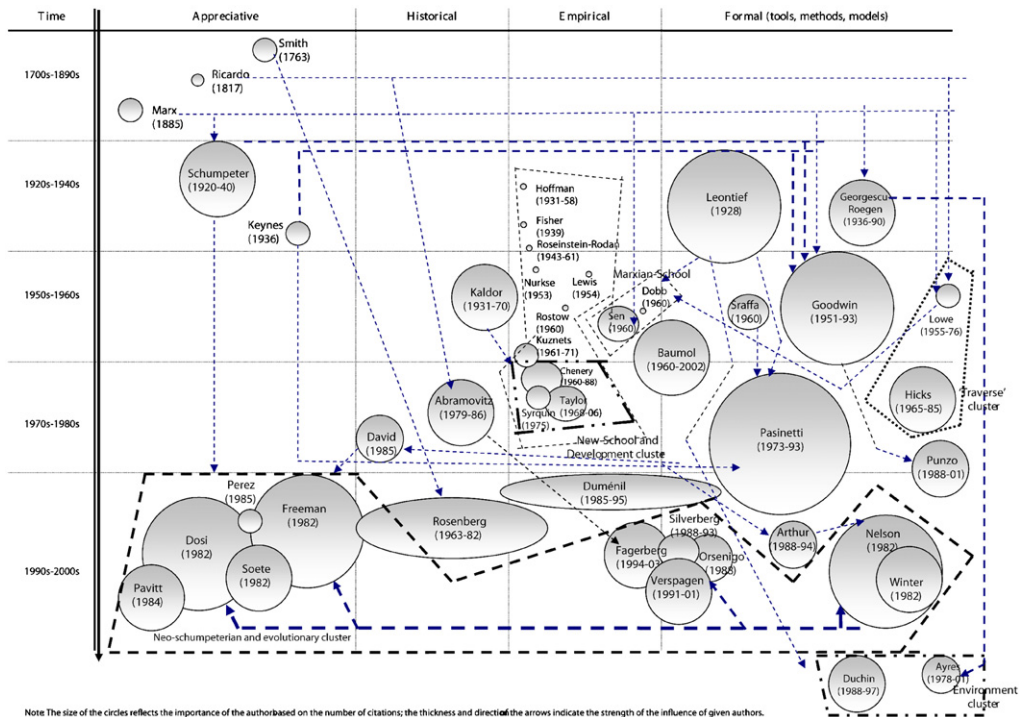 Time Appreciative Historical Empirical Formal (tools, methods, models)
1700s-1890s
Smith
(1763)
Ricardo
(1817)
Marx
(1885)
1920s-1940s
Schumpeter
(1920-40)
Keynes
(1936)
Hoffman
(1931-58)
Fisher
(1939)
Roseinstein-Rodan
(1943-61)
Leontief
(1928)
Georgescu
Roegen
(1936-90)
1950s-1960s
Kaldor
(1931-70)
Nurkse
(1953)
Lewis
(1954)
Rostow
(1960)
Kuznets
(1961-71)
Marxian-School
Dobb
(1960)
Sen
(1960)
Baumol
(1960-2002)
Sraffa
(1960)
Goodwin
(1951-93)
Lowe
(1955-76)
1970s-1980s
Abramovitz
(1979-86)
David
(1985)
Chenery
(1960-88)
Syrquin
(1975)
Taylor
(1968-06)
New-School and
Development cluster
Pasinetti
(1973-93)
Hicks
(1965-85)
'Traverse'
cluster
Punzo
(1988-01)
1990s-2000s
Perez
(1985)
Freeman
(1982)
Dosi
(1982)
Soete
(1982)
Pavitt
(1984)
Rosenberg
(1963-82)
Duménil
(1985-95)
Silverberg
(1988-93)
Fagerberg
(1994-03)
Orsenigo
(1988)
Verspagen
(1991-01)
Arthur
(1988-94)
Nelson
(1982)
Winter
(1982)
Neo-schumpeterian and evolutionary cluster
Duchin
(1988-97)
Ayres
(1978-01)
Environment
cluster
Note The size of the circles reflects the importance of the authorbased on the number of citations; the thickness and direction of the arrows indicate the strength of the influence of given authors.